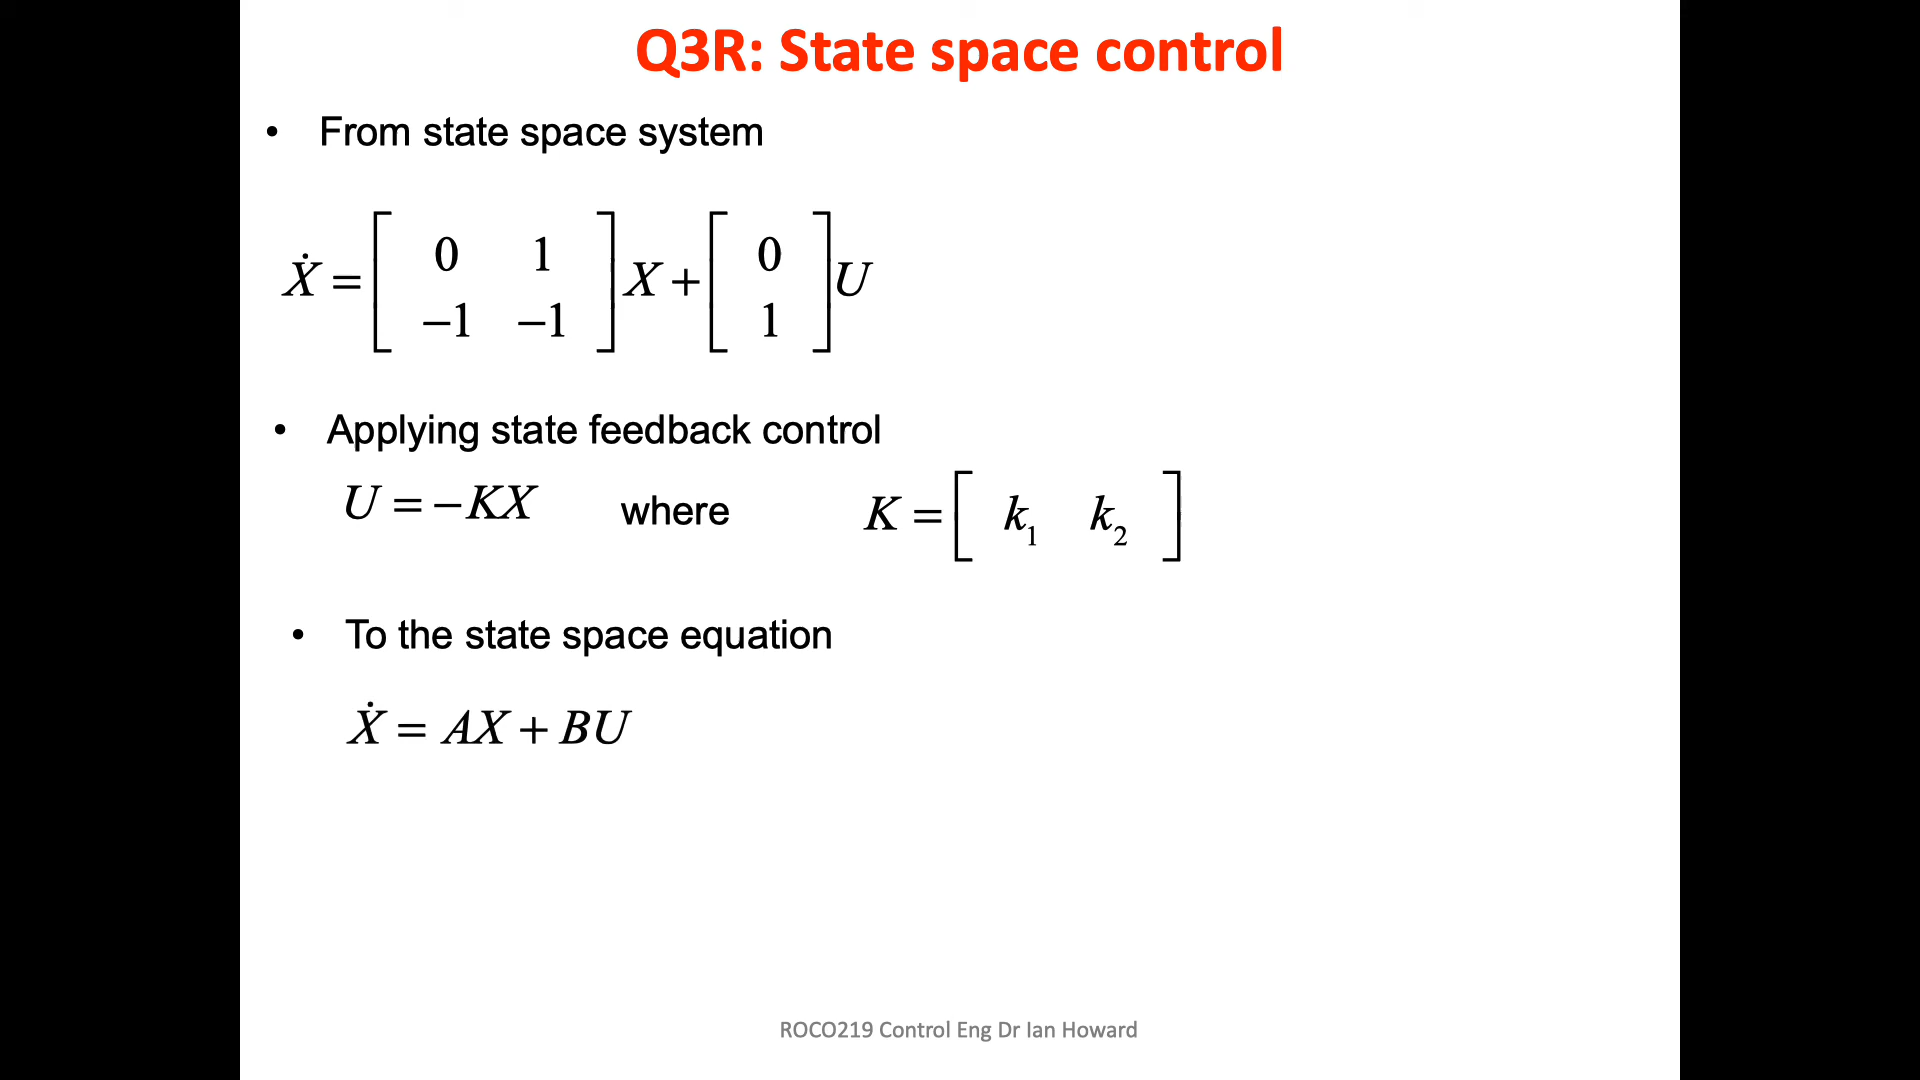 Q3R: State space control
• From state space system
Ẋ = [ 0 1 ; −1 −1 ] X + [ 0 ; 1 ] U
• Applying state feedback control
U = −KX where K = [ k₁ k₂ ]
• To the state space equation
Ẋ = AX + BU
ROCO219 Control Eng Dr Ian Howard